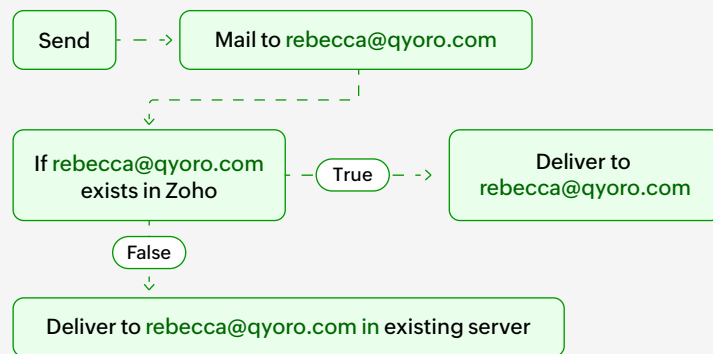 Send
Mail to rebecca@qyoro.com
If rebecca@qyoro.com
exists in Zoho
True
Deliver to
rebecca@qyoro.com
False
Deliver to rebecca@qyoro.com in existing server